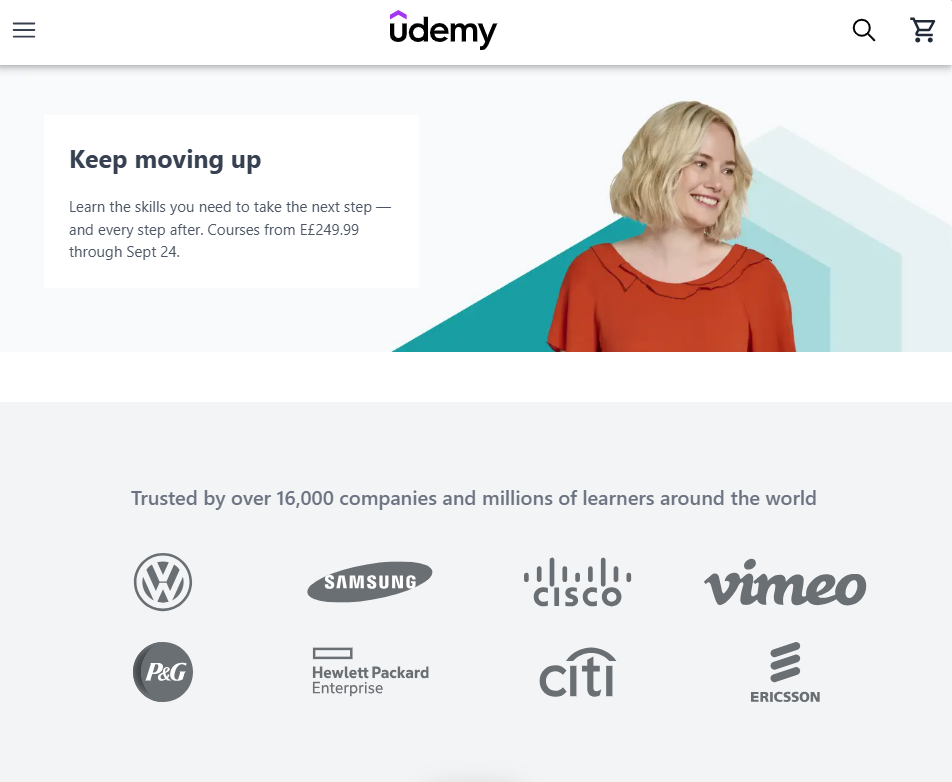 udemy
Keep moving up
Learn the skills you need to take the next step —
and every step after. Courses from E£249.99
through Sept 24.
Trusted by over 16,000 companies and millions of learners around the world
VW
SAMSUNG
CISCO
vimeo
P&G
Hewlett Packard
Enterprise
citi
ERICSSON